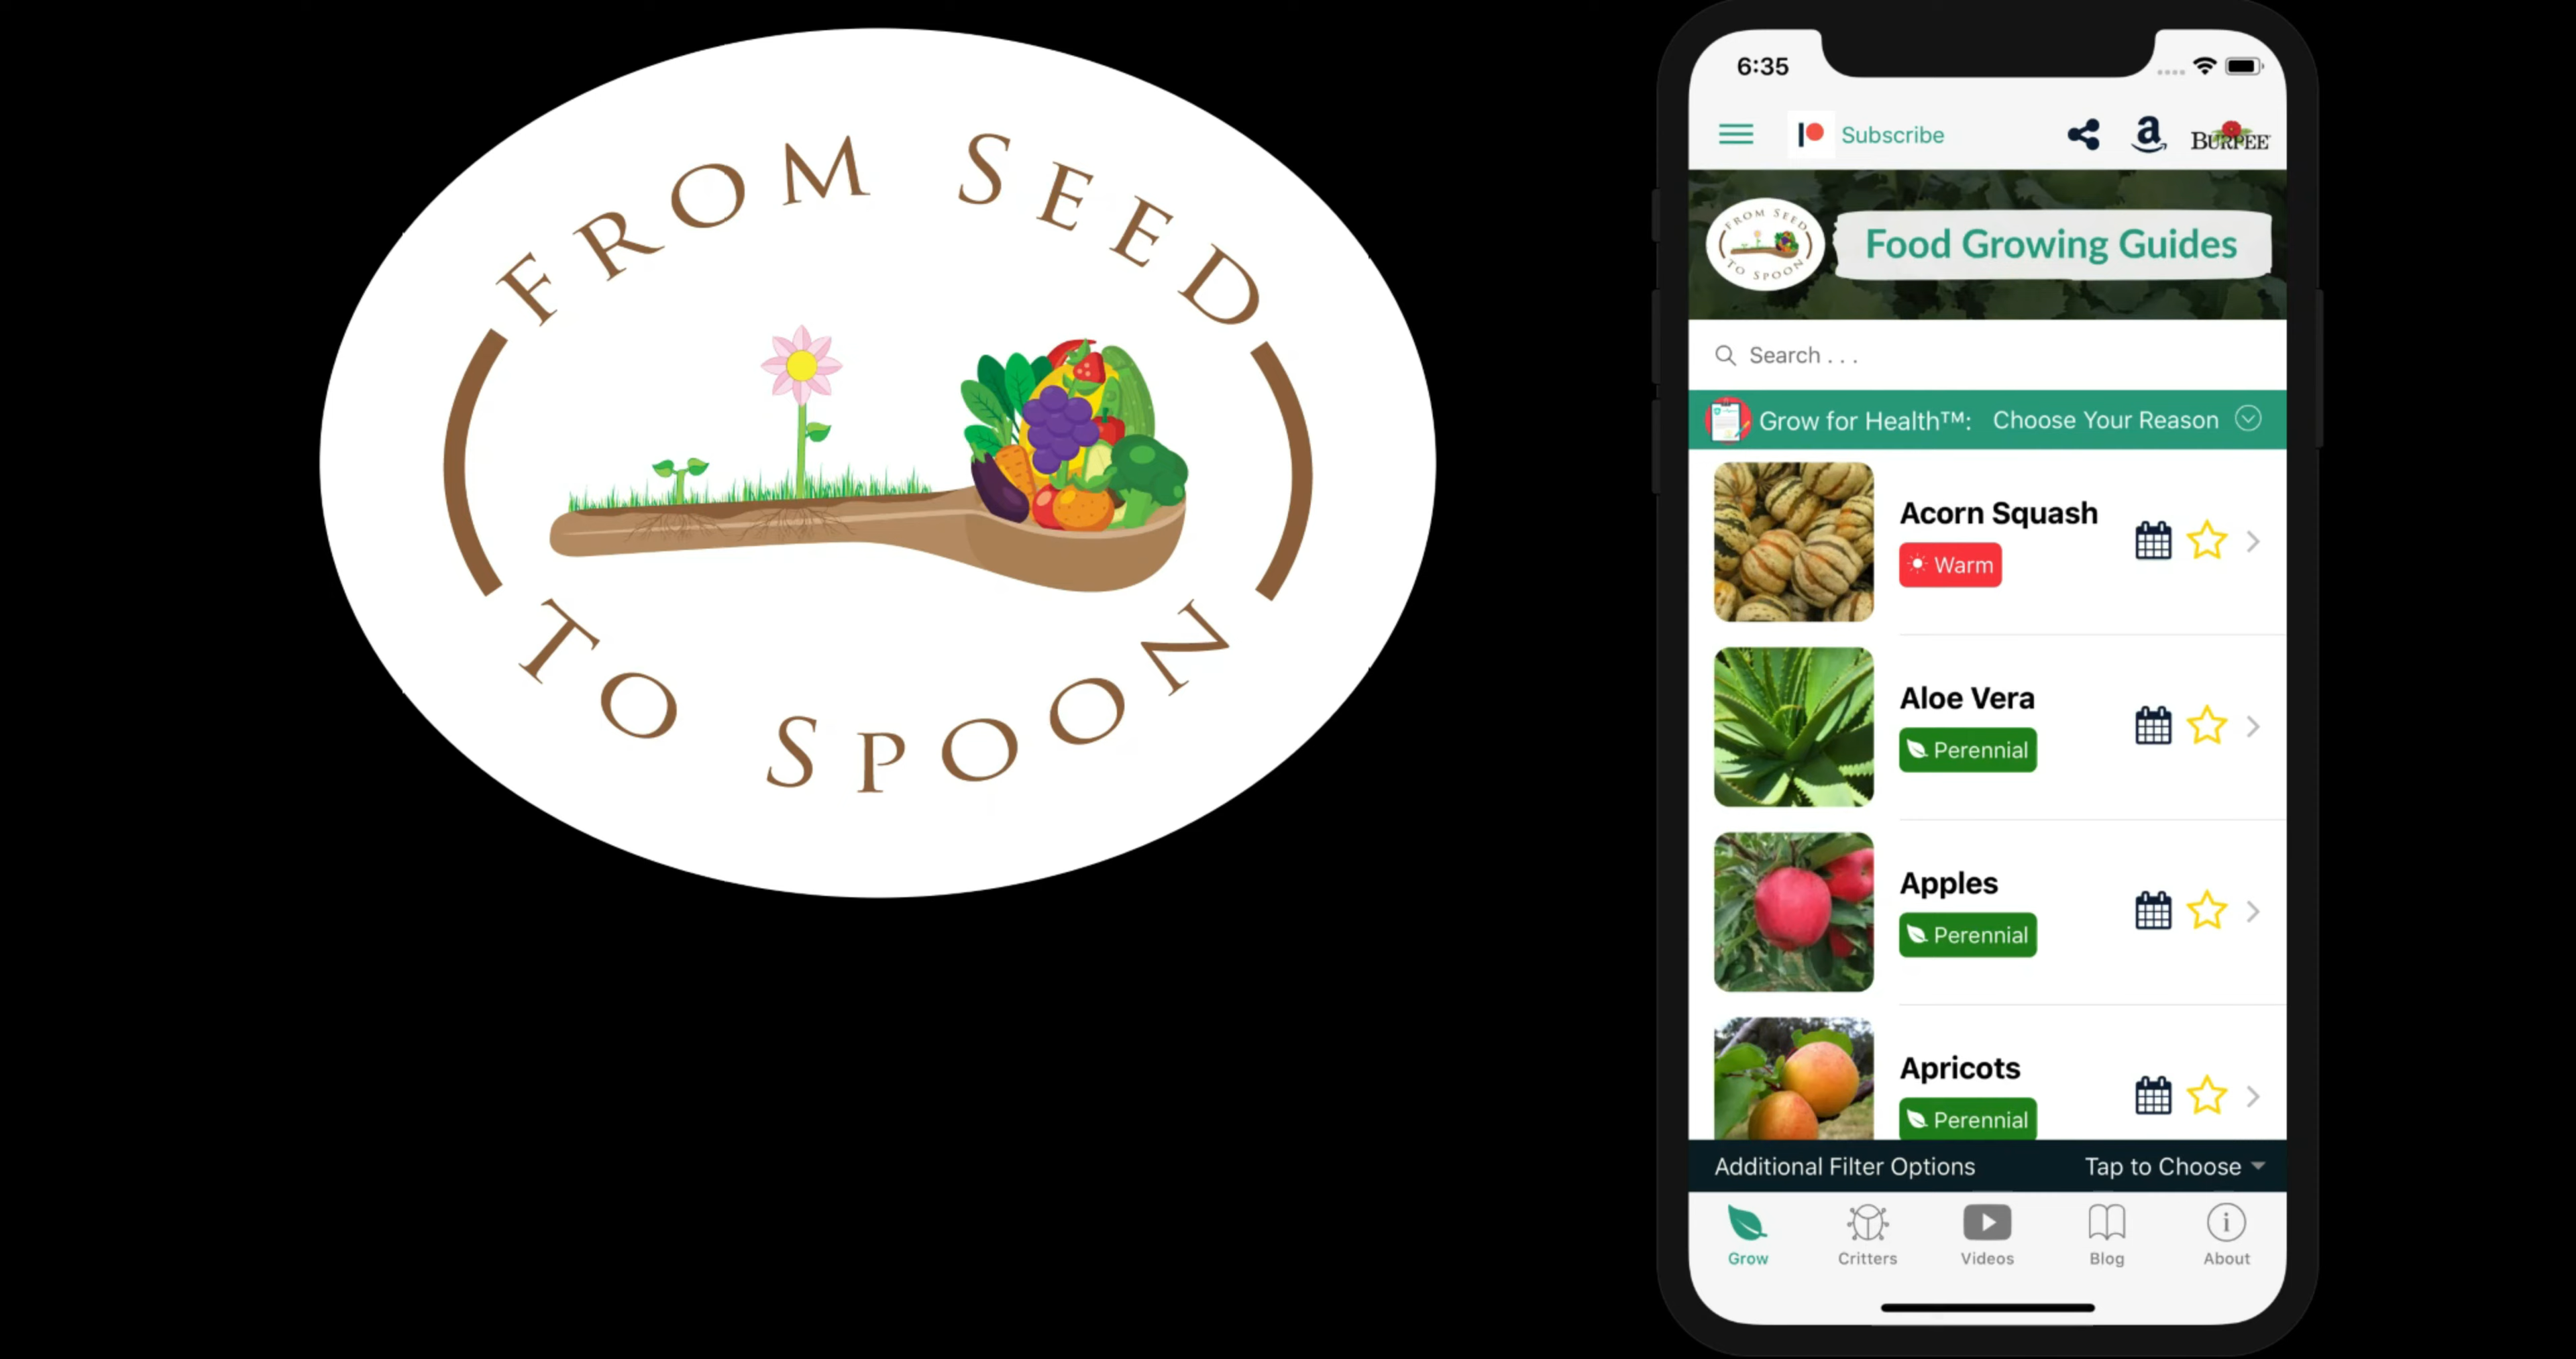 FROM SEED
TO SPOON
6:35
Subscribe
a
BURPEE
FROM SEED
TO SPOON
Food Growing Guides
Search . . .
Grow for Health™: Choose Your Reason
Acorn Squash
Warm
Aloe Vera
Perennial
Apples
Perennial
Apricots
Perennial
Additional Filter Options Tap to Choose
Grow Critters Videos Blog About